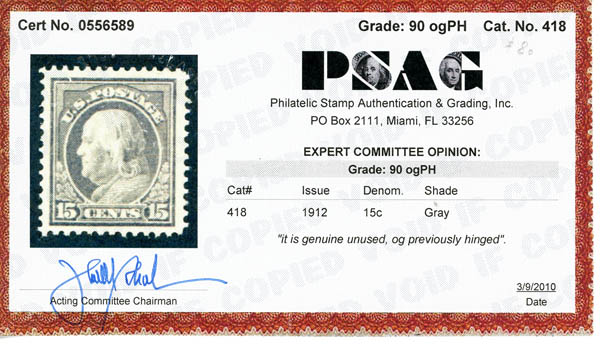 Cert No. 0556589 Grade: 90 ogPH Cat. No. 418
PSAG
Philatelic Stamp Authentication & Grading, Inc.
PO Box 2111, Miami, FL 33256
U.S. POSTAGE
15 CENTS 15
EXPERT COMMITTEE OPINION:
Grade: 90 ogPH
Cat# Issue Denom. Shade
418 1912 15c Gray
"it is genuine unused, og previously hinged".
Acting Committee Chairman
3/9/2010
Date
VOID IF COPIED